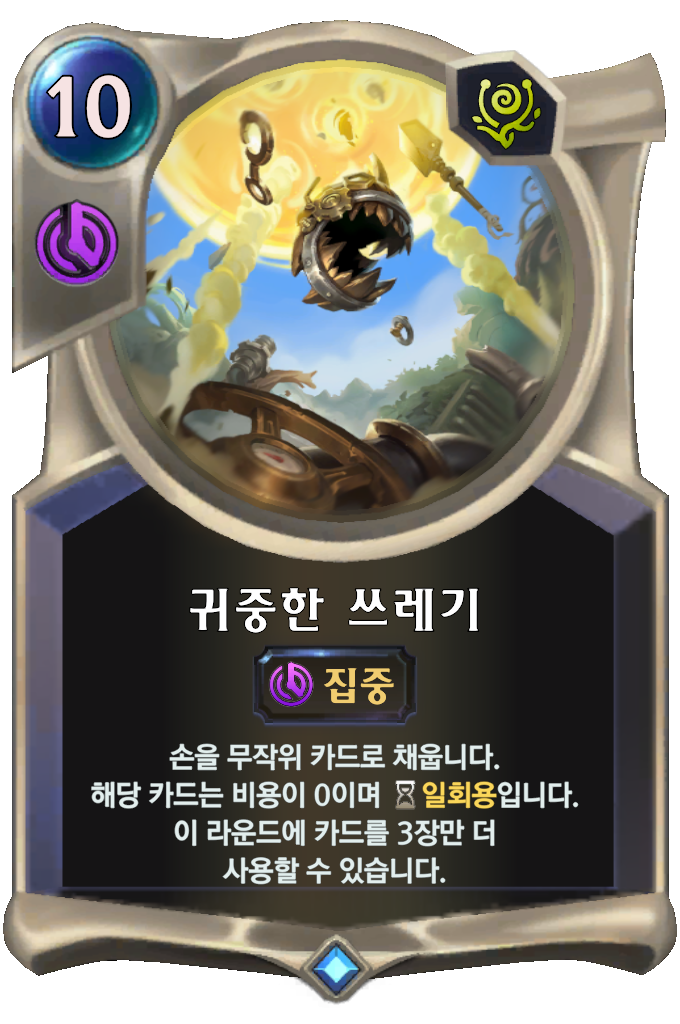 10
귀중한 쓰레기
집중
손을 무작위 카드로 채웁니다.
해당 카드는 비용이 0이며 일회용입니다.
이 라운드에 카드를 3장만 더
사용할 수 있습니다.